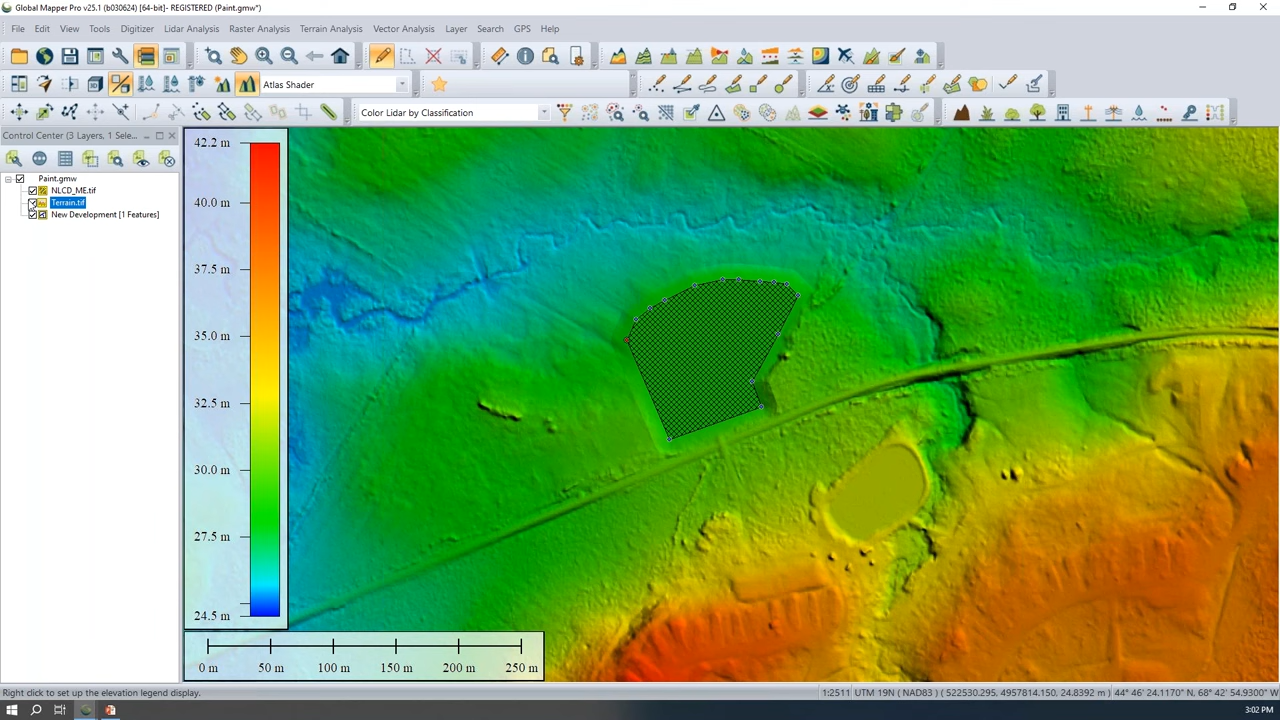 Global Mapper Pro v25.1 (b030624) [64-bit]- REGISTERED (Paint.gmw*)
File Edit View Tools Digitizer Lidar Analysis Raster Analysis Terrain Analysis Vector Analysis Layer Search GPS Help
Atlas Shader
Color Lidar by Classification
Control Center (3 Layers, 1 Sele...
Paint.gmw
NLCD_ME.tif
Terrain.tif
New Development [1 Features]
42.2 m
40.0 m
37.5 m
35.0 m
32.5 m
30.0 m
27.5 m
24.5 m
0 m 50 m 100 m 150 m 200 m 250 m
Right click to set up the elevation legend display.
1:2511 UTM 19N ( NAD83 ) ( 522530.295, 4957814.150, 24.8392 m ) 44° 46' 24.1170" N, 68° 42' 54.9300" W
3:02 PM